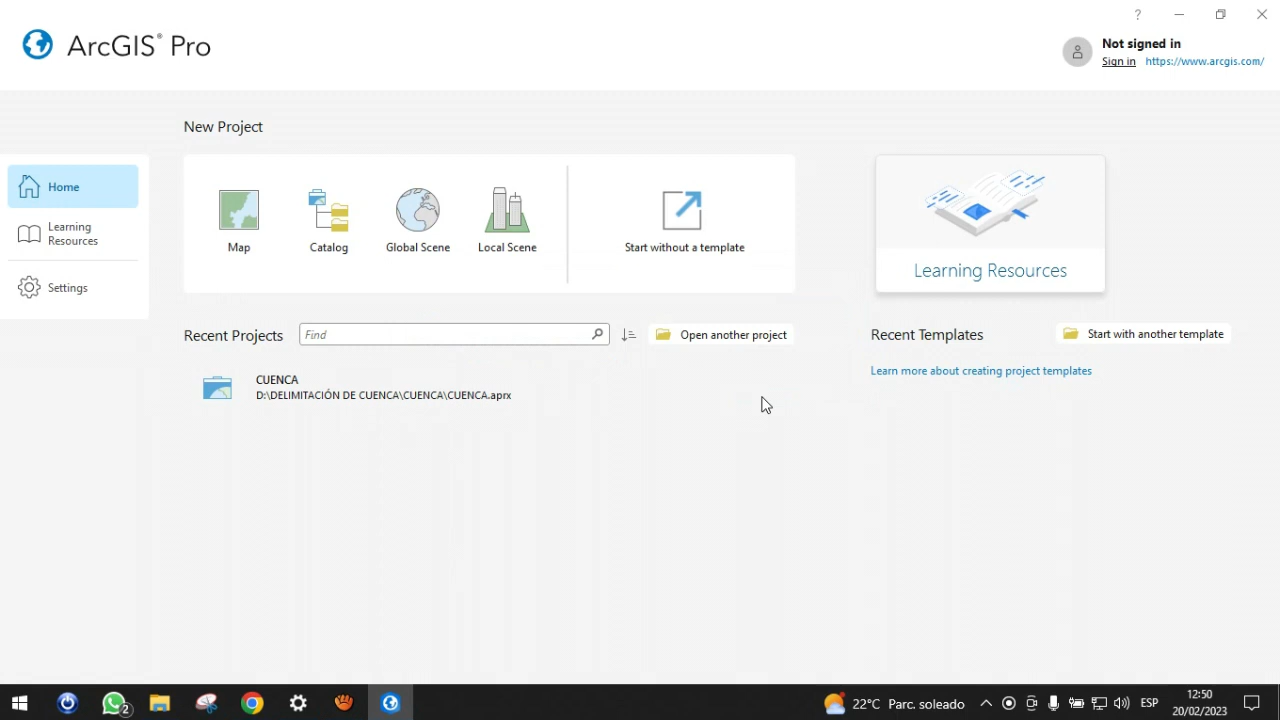 ?
ArcGIS® Pro
Not signed in
Sign in https://www.arcgis.com/
New Project
Home
Learning
Resources
Settings
Map
Catalog
Global Scene
Local Scene
Start without a template
Learning Resources
Recent Projects
Find
Open another project
Recent Templates
Start with another template
Learn more about creating project templates
CUENCA
D:\DELIMITACIÓN DE CUENCA\CUENCA\CUENCA.aprx
2
22°C Parc. soleado
ESP
12:50
20/02/2023